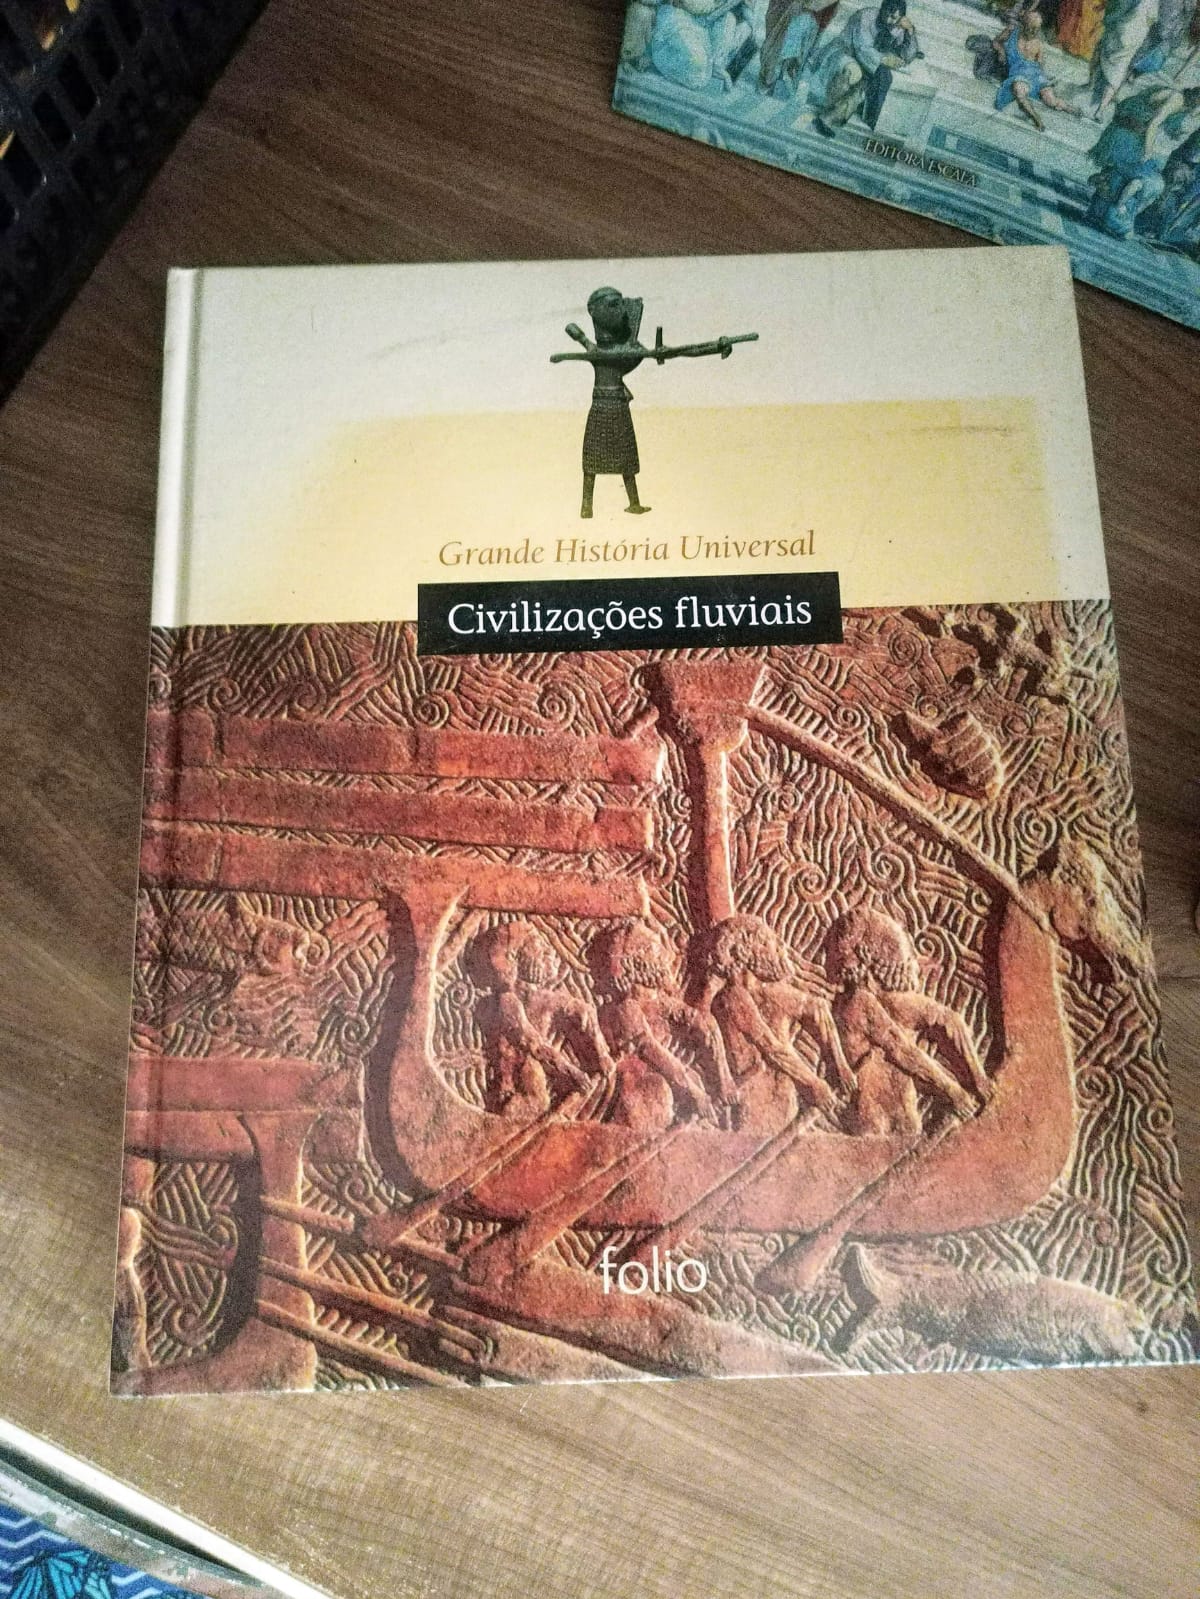 EDITORA ESCALA
Grande História Universal
Civilizações fluviais
folio